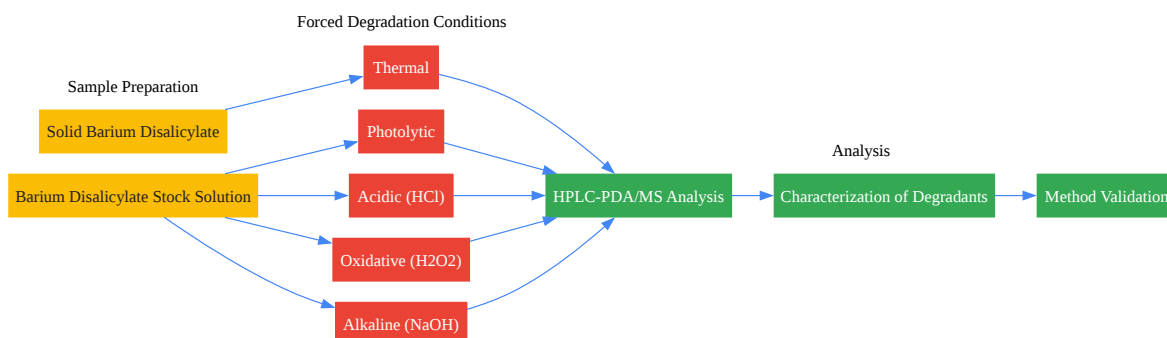 Forced Degradation Conditions
Thermal
Sample Preparation
Solid Barium Disalicylate
Photolytic
Analysis
Barium Disalicylate Stock Solution
Acidic (HCl)
HPLC-PDA/MS Analysis
Characterization of Degradants
Method Validation
Oxidative (H2O2)
Alkaline (NaOH)